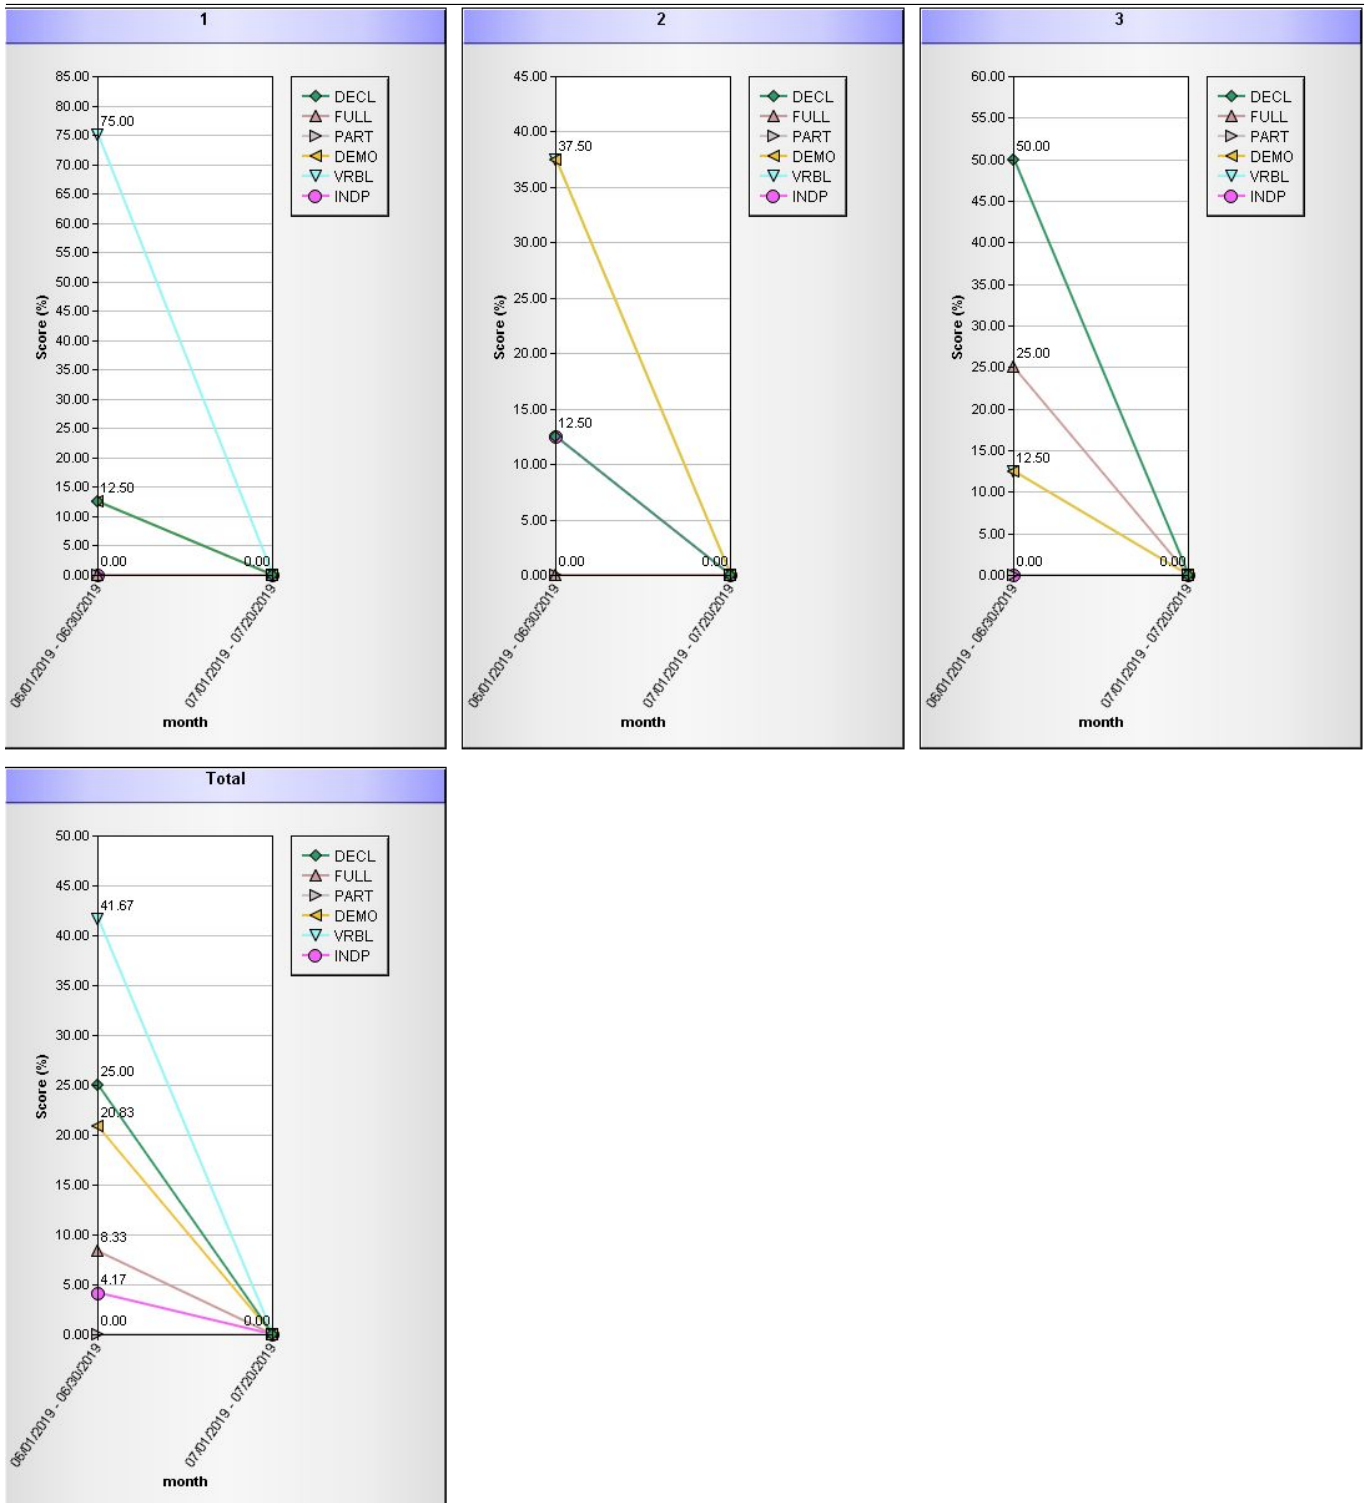 1
85.00
80.00
75.00
70.00
65.00
60.00
55.00
50.00
45.00
40.00
35.00
30.00
25.00
20.00
15.00
10.00
5.00
0.00
Score (%)
75.00
12.50
0.00
0.00
06/01/2019 - 06/30/2019
07/01/2019 - 07/20/2019
month
DECL
FULL
PART
DEMO
VRBL
INDP
2
45.00
40.00
35.00
30.00
25.00
20.00
15.00
10.00
5.00
0.00
Score (%)
37.50
12.50
0.00
0.00
06/01/2019 - 06/30/2019
07/01/2019 - 07/20/2019
month
DECL
FULL
PART
DEMO
VRBL
INDP
3
60.00
55.00
50.00
45.00
40.00
35.00
30.00
25.00
20.00
15.00
10.00
5.00
0.00
Score (%)
50.00
25.00
12.50
0.00
0.00
06/01/2019 - 06/30/2019
07/01/2019 - 07/20/2019
month
DECL
FULL
PART
DEMO
VRBL
INDP
Total
50.00
45.00
40.00
35.00
30.00
25.00
20.00
15.00
10.00
5.00
0.00
Score (%)
41.67
25.00
20.83
8.33
4.17
0.00
0.00
06/01/2019 - 06/30/2019
07/01/2019 - 07/20/2019
month
DECL
FULL
PART
DEMO
VRBL
INDP